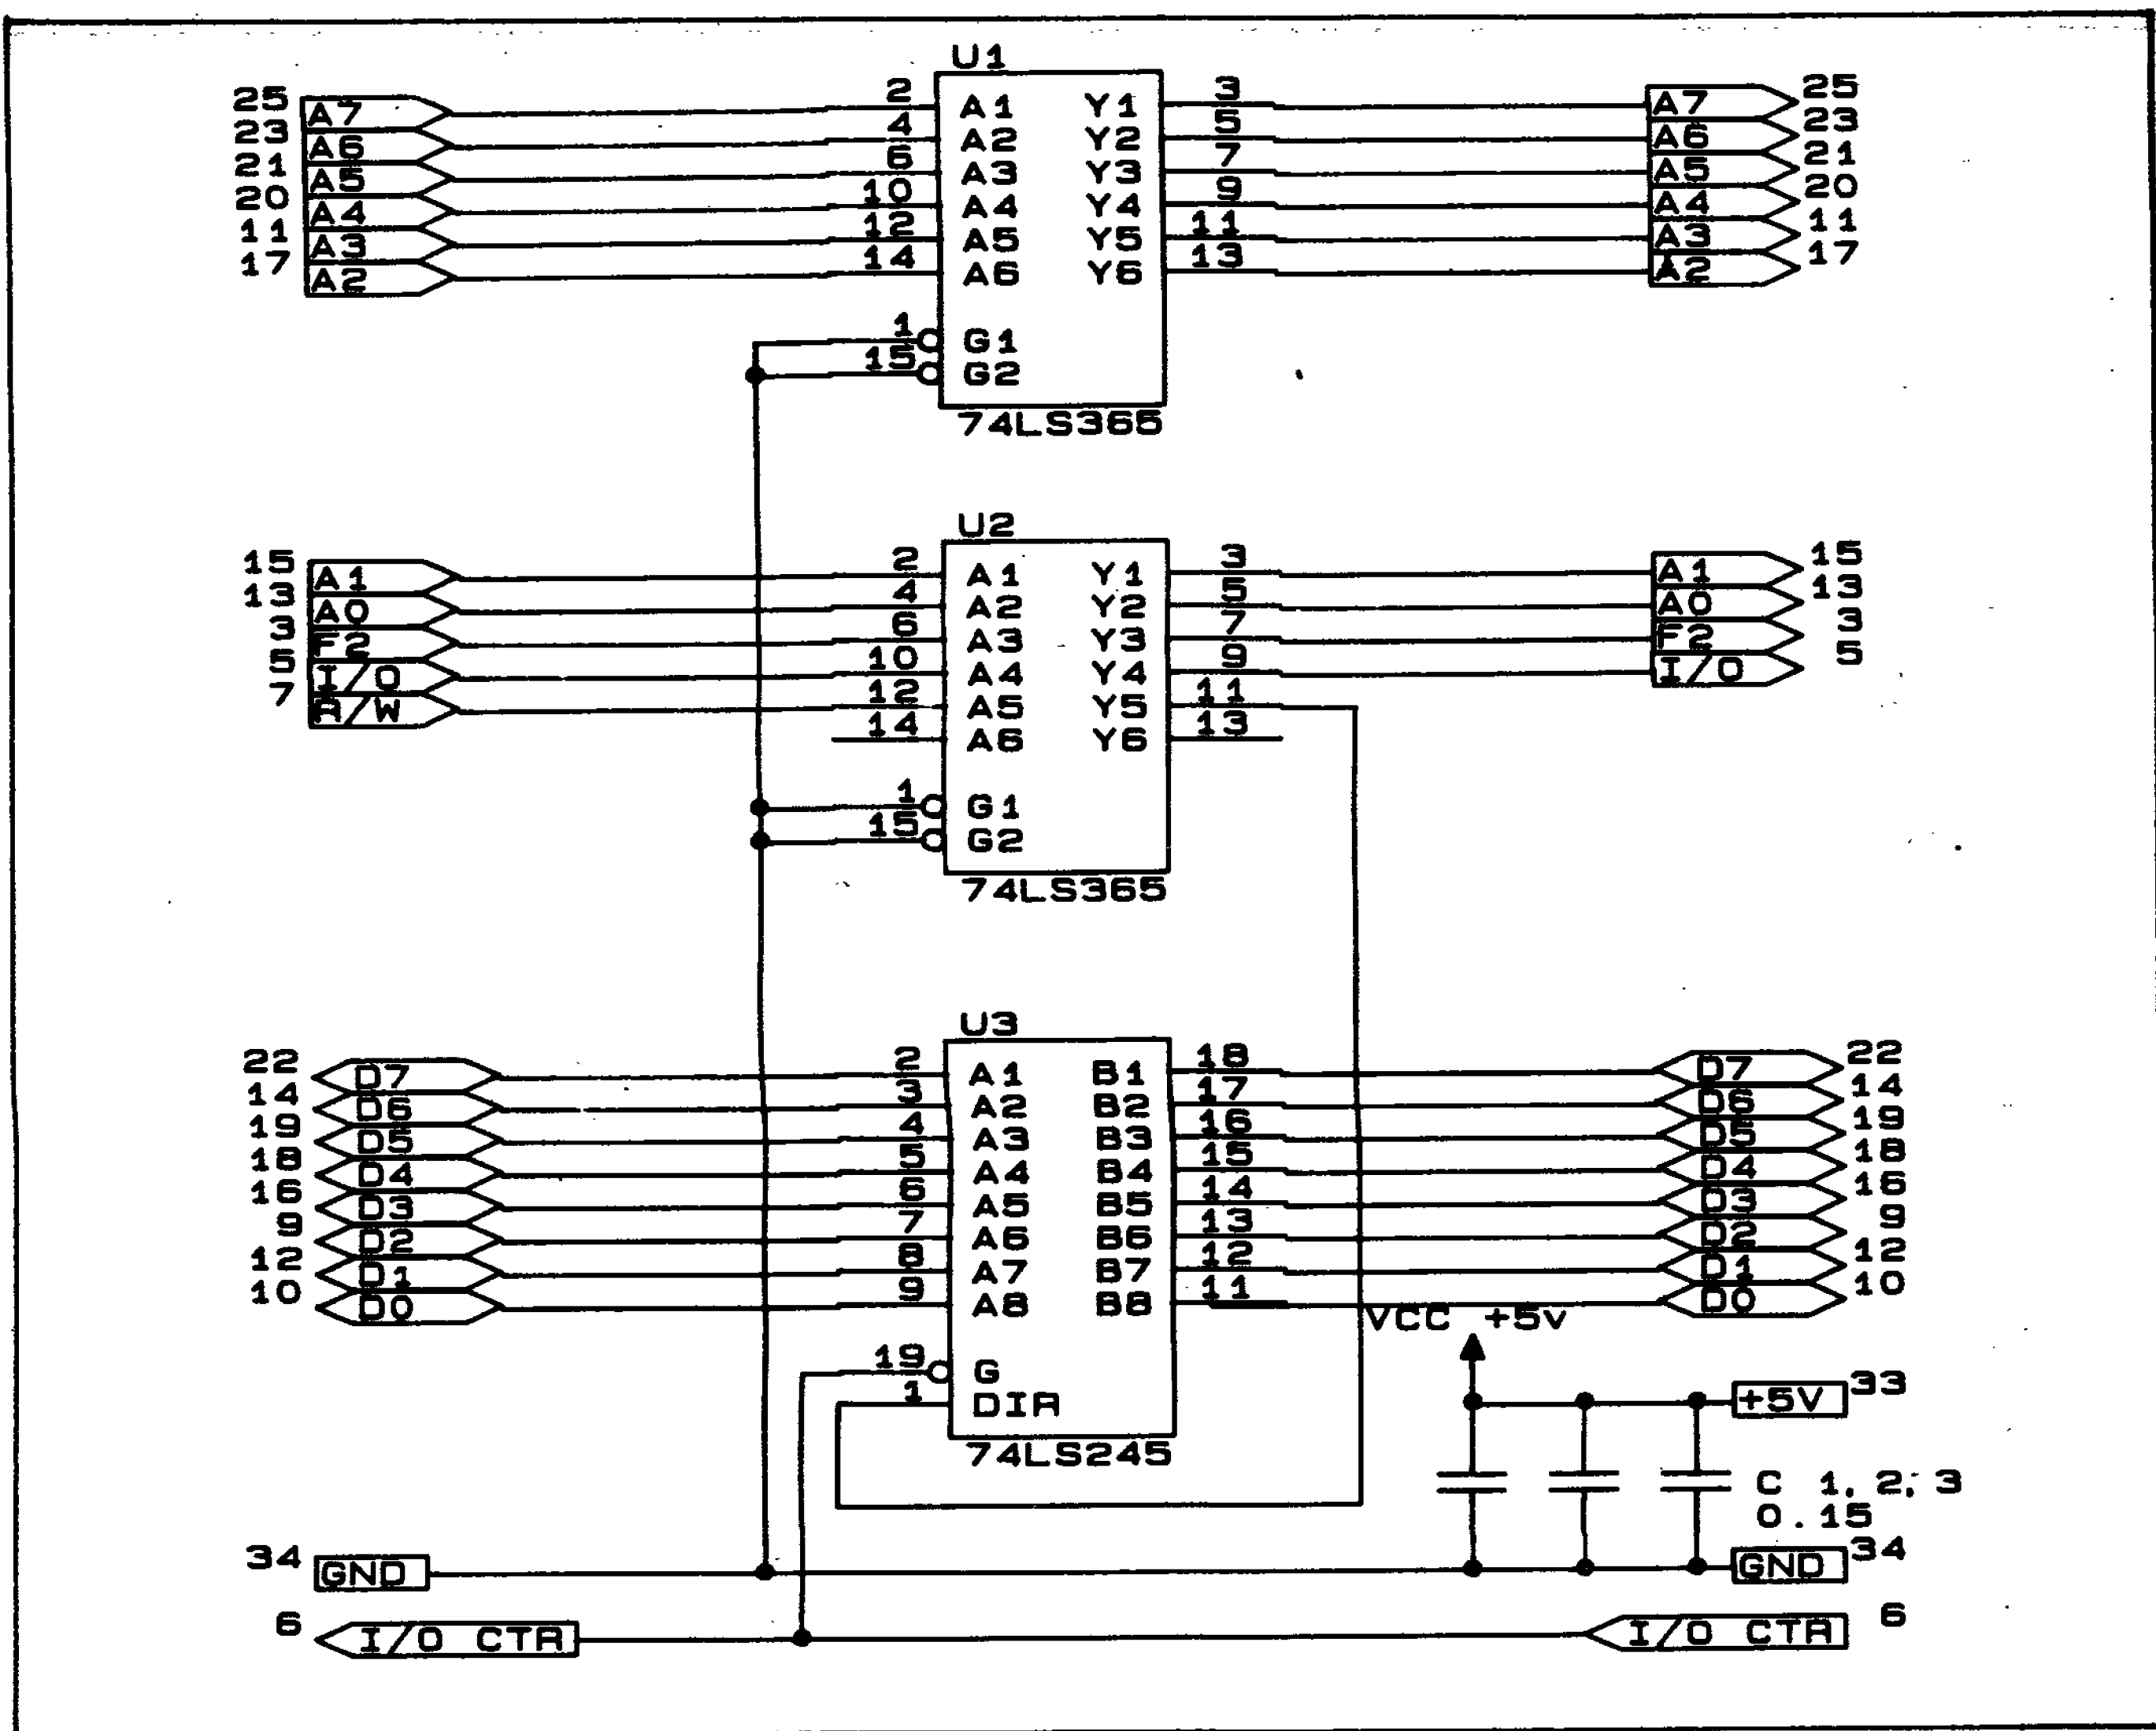 U1
25 A7 2 A1 Y1 3 A7 25
23 A6 4 A2 Y2 5 A6 23
21 A5 6 A3 Y3 7 A5 21
20 A4 10 A4 Y4 9 A4 20
11 A3 12 A5 Y5 11 A3 11
17 A2 14 A6 Y6 13 A2 17
1 G1
15 G2
74LS365
U2
15 A1 2 A1 Y1 3 A1 15
13 A0 4 A2 Y2 5 A0 13
3 F2 6 A3 Y3 7 F2 3
5 I/O 10 A4 Y4 9 I/O 5
7 R/W 12 A5 Y5 11
14 A6 Y6 13
1 G1
15 G2
74LS365
U3
22 D7 2 A1 B1 18 D7 22
14 D6 3 A2 B2 17 D6 14
19 D5 4 A3 B3 16 D5 19
18 D4 5 A4 B4 15 D4 18
16 D3 6 A5 B5 14 D3 16
9 D2 7 A6 B6 13 D2 9
12 D1 8 A7 B7 12 D1 12
10 D0 9 A8 B8 11 D0 10
VCC +5v
19 G
1 DIR
+5V 33
74LS245
C 1, 2, 3
0.15
34 GND GND 34
6 I/O CTR I/O CTR 6